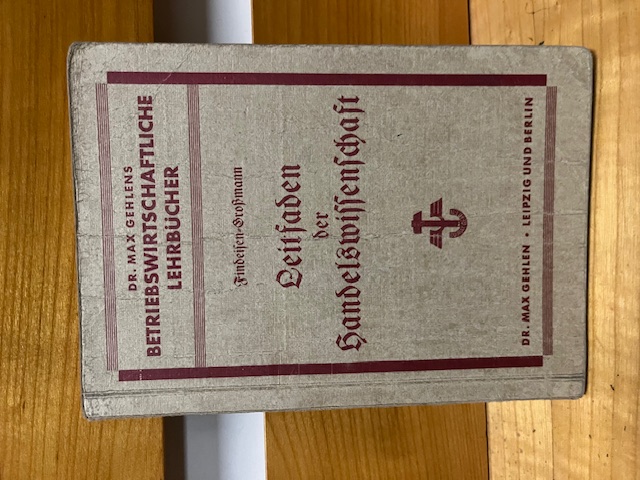 DR. MAX GEHLENS
BETRIEBSWIRTSCHAFTLICHE
LEHRBÜCHER
Findeisen-Großmann
Leitfaden
der
Handelswissenschaft
DR. MAX GEHLEN • LEIPZIG UND BERLIN